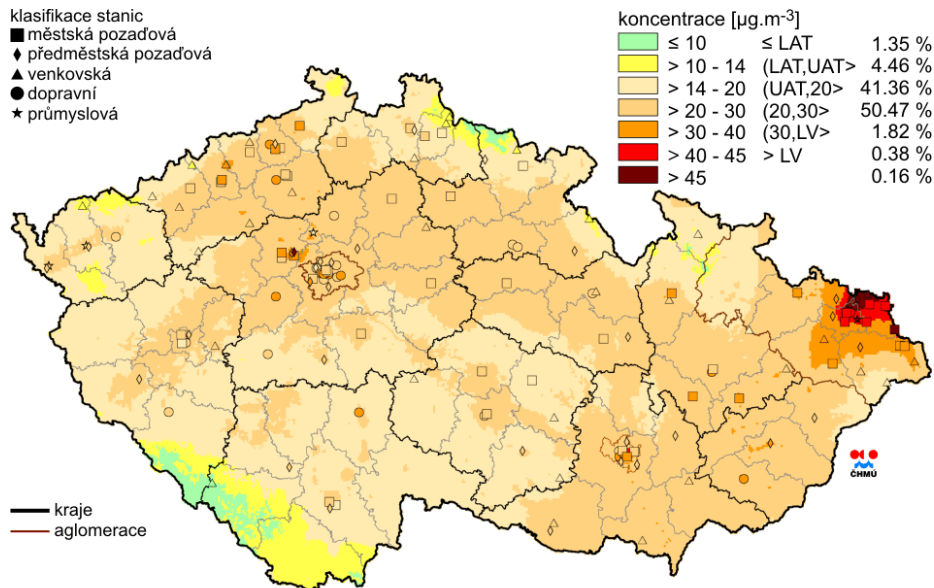 klasifikace stanic
městská pozaďová
předměstská pozaďová
venkovská
dopravní
průmyslová
koncentrace [µg.m⁻³]
≤ 10 ≤ LAT 1.35 %
> 10 - 14 (LAT,UAT> 4.46 %
> 14 - 20 (UAT,20> 41.36 %
> 20 - 30 (20,30> 50.47 %
> 30 - 40 (30,LV> 1.82 %
> 40 - 45 > LV 0.38 %
> 45 0.16 %
ČHMÚ
kraje
aglomerace